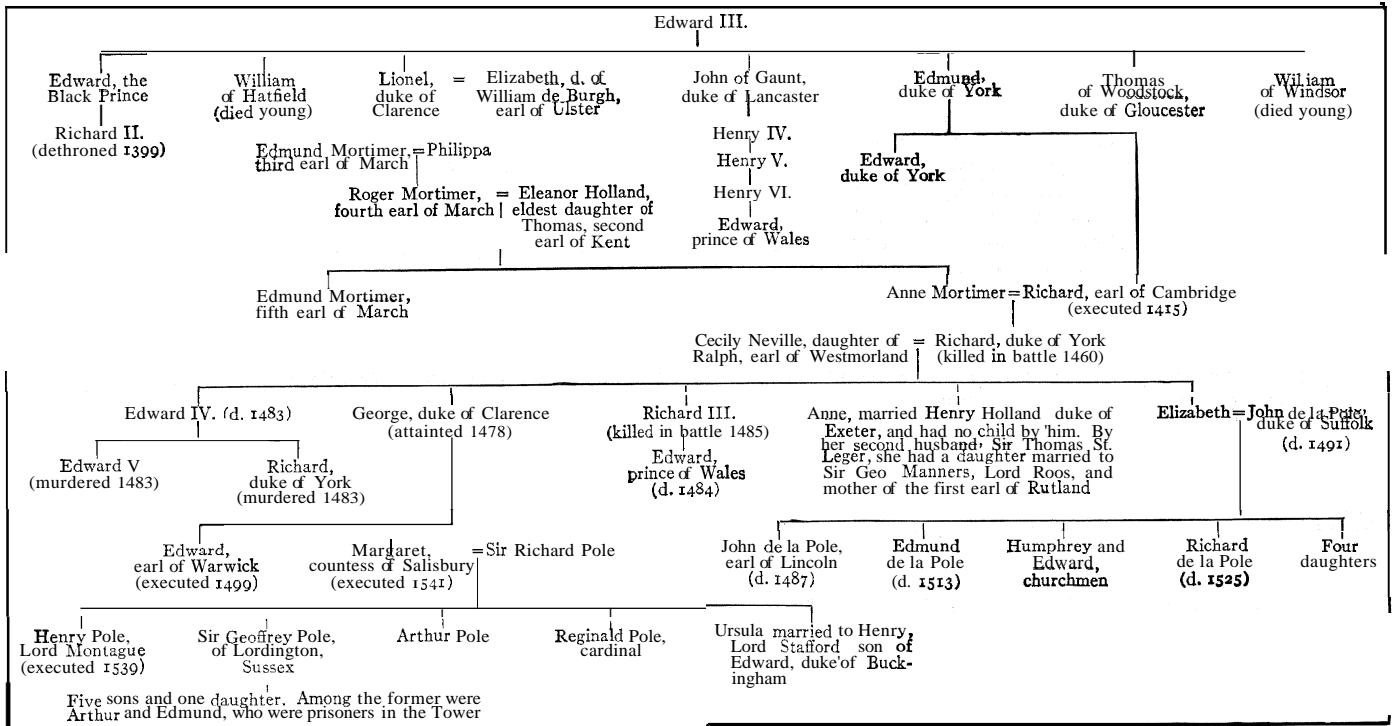 Edward III.
Edward, the
Black Prince
William
of Hatfield
(died young)
Lionel,
duke of
Clarence
=
Elizabeth, d. of
William de Burgh,
earl of Ulster
John of Gaunt,
duke of Lancaster
Edmund,
duke of York
Thomas
of Woodstock,
duke of Gloucester
William
of Windsor
(died young)
Richard II.
(dethroned 1399)
Henry IV.
Edmund Mortimer,=Philippa
third earl of March
Henry V.
Edward,
duke of York
Roger Mortimer,
fourth earl of March
=
Eleanor Holland,
eldest daughter of
Thomas, second
earl of Kent
Henry VI.
Edward,
prince of Wales
Edmund Mortimer,
fifth earl of March
Anne Mortimer=Richard, earl of Cambridge
(executed 1415)
Cecily Neville, daughter of
Ralph, earl of Westmorland
=
Richard, duke of York
(killed in battle 1460)
Edward IV. (d. 1483)
George, duke of Clarence
(attainted 1478)
Richard III.
(killed in battle 1485)
Anne, married Henry Holland duke of
Exeter, and had no child by him. By
her second husband, Sir Thomas St.
Leger, she had a daughter married to
Sir Geo Manners, Lord Roos, and
mother of the first earl of Rutland
Elizabeth=John de la Pole,
duke of Suffolk
(d. 1491)
Edward V
(murdered 1483)
Richard,
duke of York
(murdered 1483)
Edward,
prince of Wales
(d. 1484)
Edward,
earl of Warwick
(executed 1499)
Margaret,
countess of Salisbury
(executed 1541)
=Sir Richard Pole
John de la Pole,
earl of Lincoln
(d. 1487)
Edmund
de la Pole
(d. 1513)
Humphrey and
Edward,
churchmen
Richard
de la Pole
(d. 1525)
Four
daughters
Henry Pole,
Lord Montague
(executed 1539)
Sir Geoffrey Pole,
of Lordington,
Sussex
Arthur Pole
Reginald Pole,
cardinal
Ursula married to Henry,
Lord Stafford son of
Edward, duke of Buck-
ingham
Five sons and one daughter. Among the former were
Arthur and Edmund, who were prisoners in the Tower